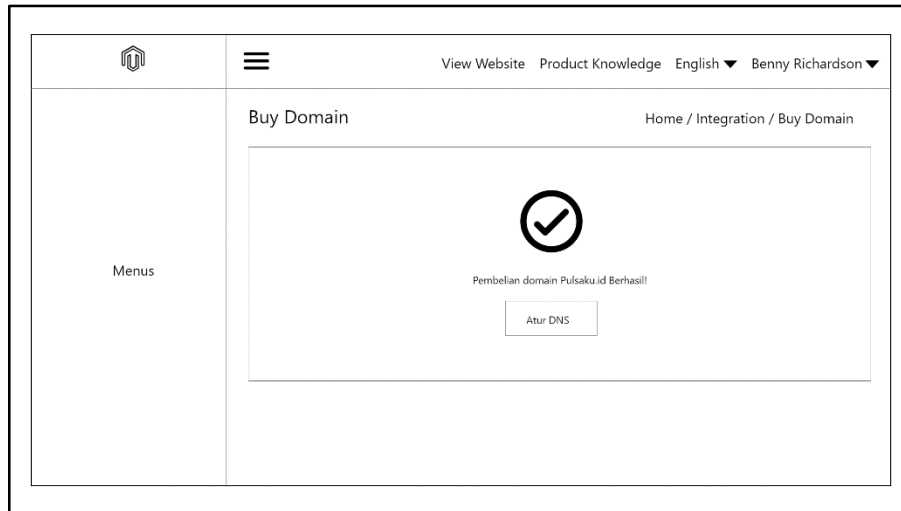 View Website Product Knowledge English Benny Richardson
Buy Domain
Home / Integration / Buy Domain
Menus
Pembelian domain Pulsaku.id Berhasil!
Atur DNS